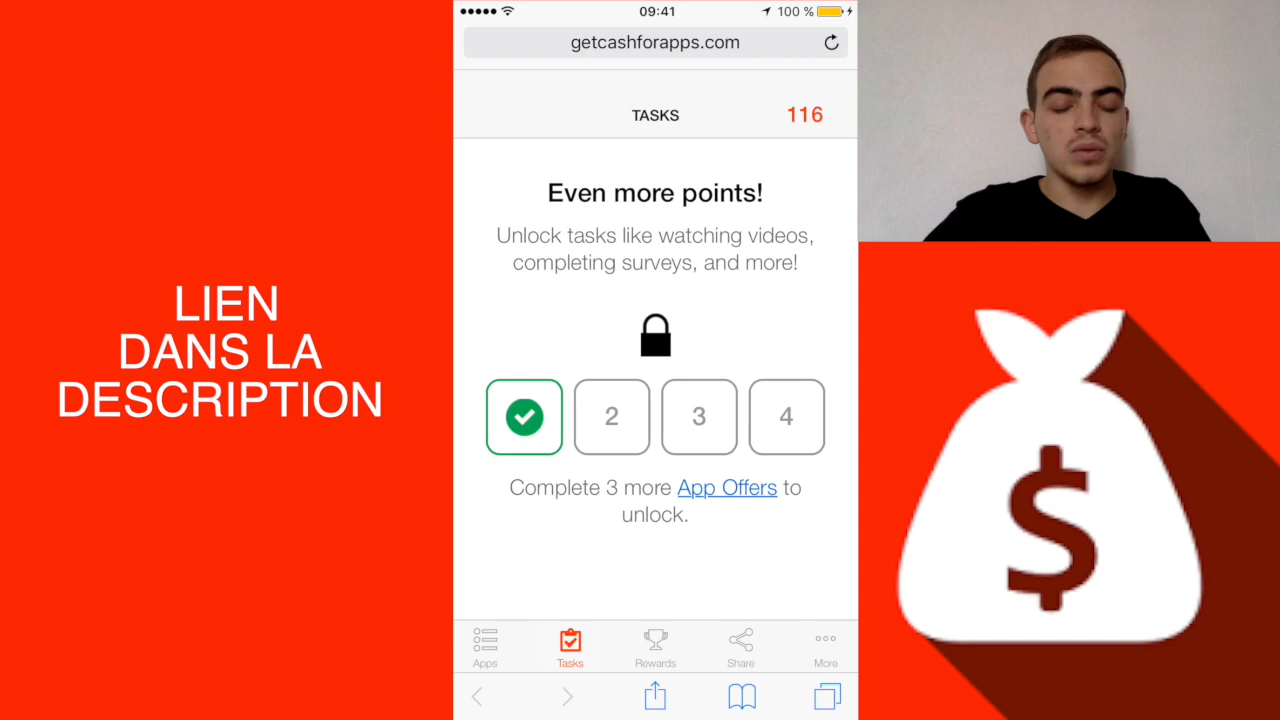 LIEN
DANS LA
DESCRIPTION
09:41
100 %
getcashforapps.com
TASKS
116
Even more points!
Unlock tasks like watching videos,
completing surveys, and more!
2
3
4
Complete 3 more App Offers to
unlock.
Apps
Tasks
Rewards
Share
More
$